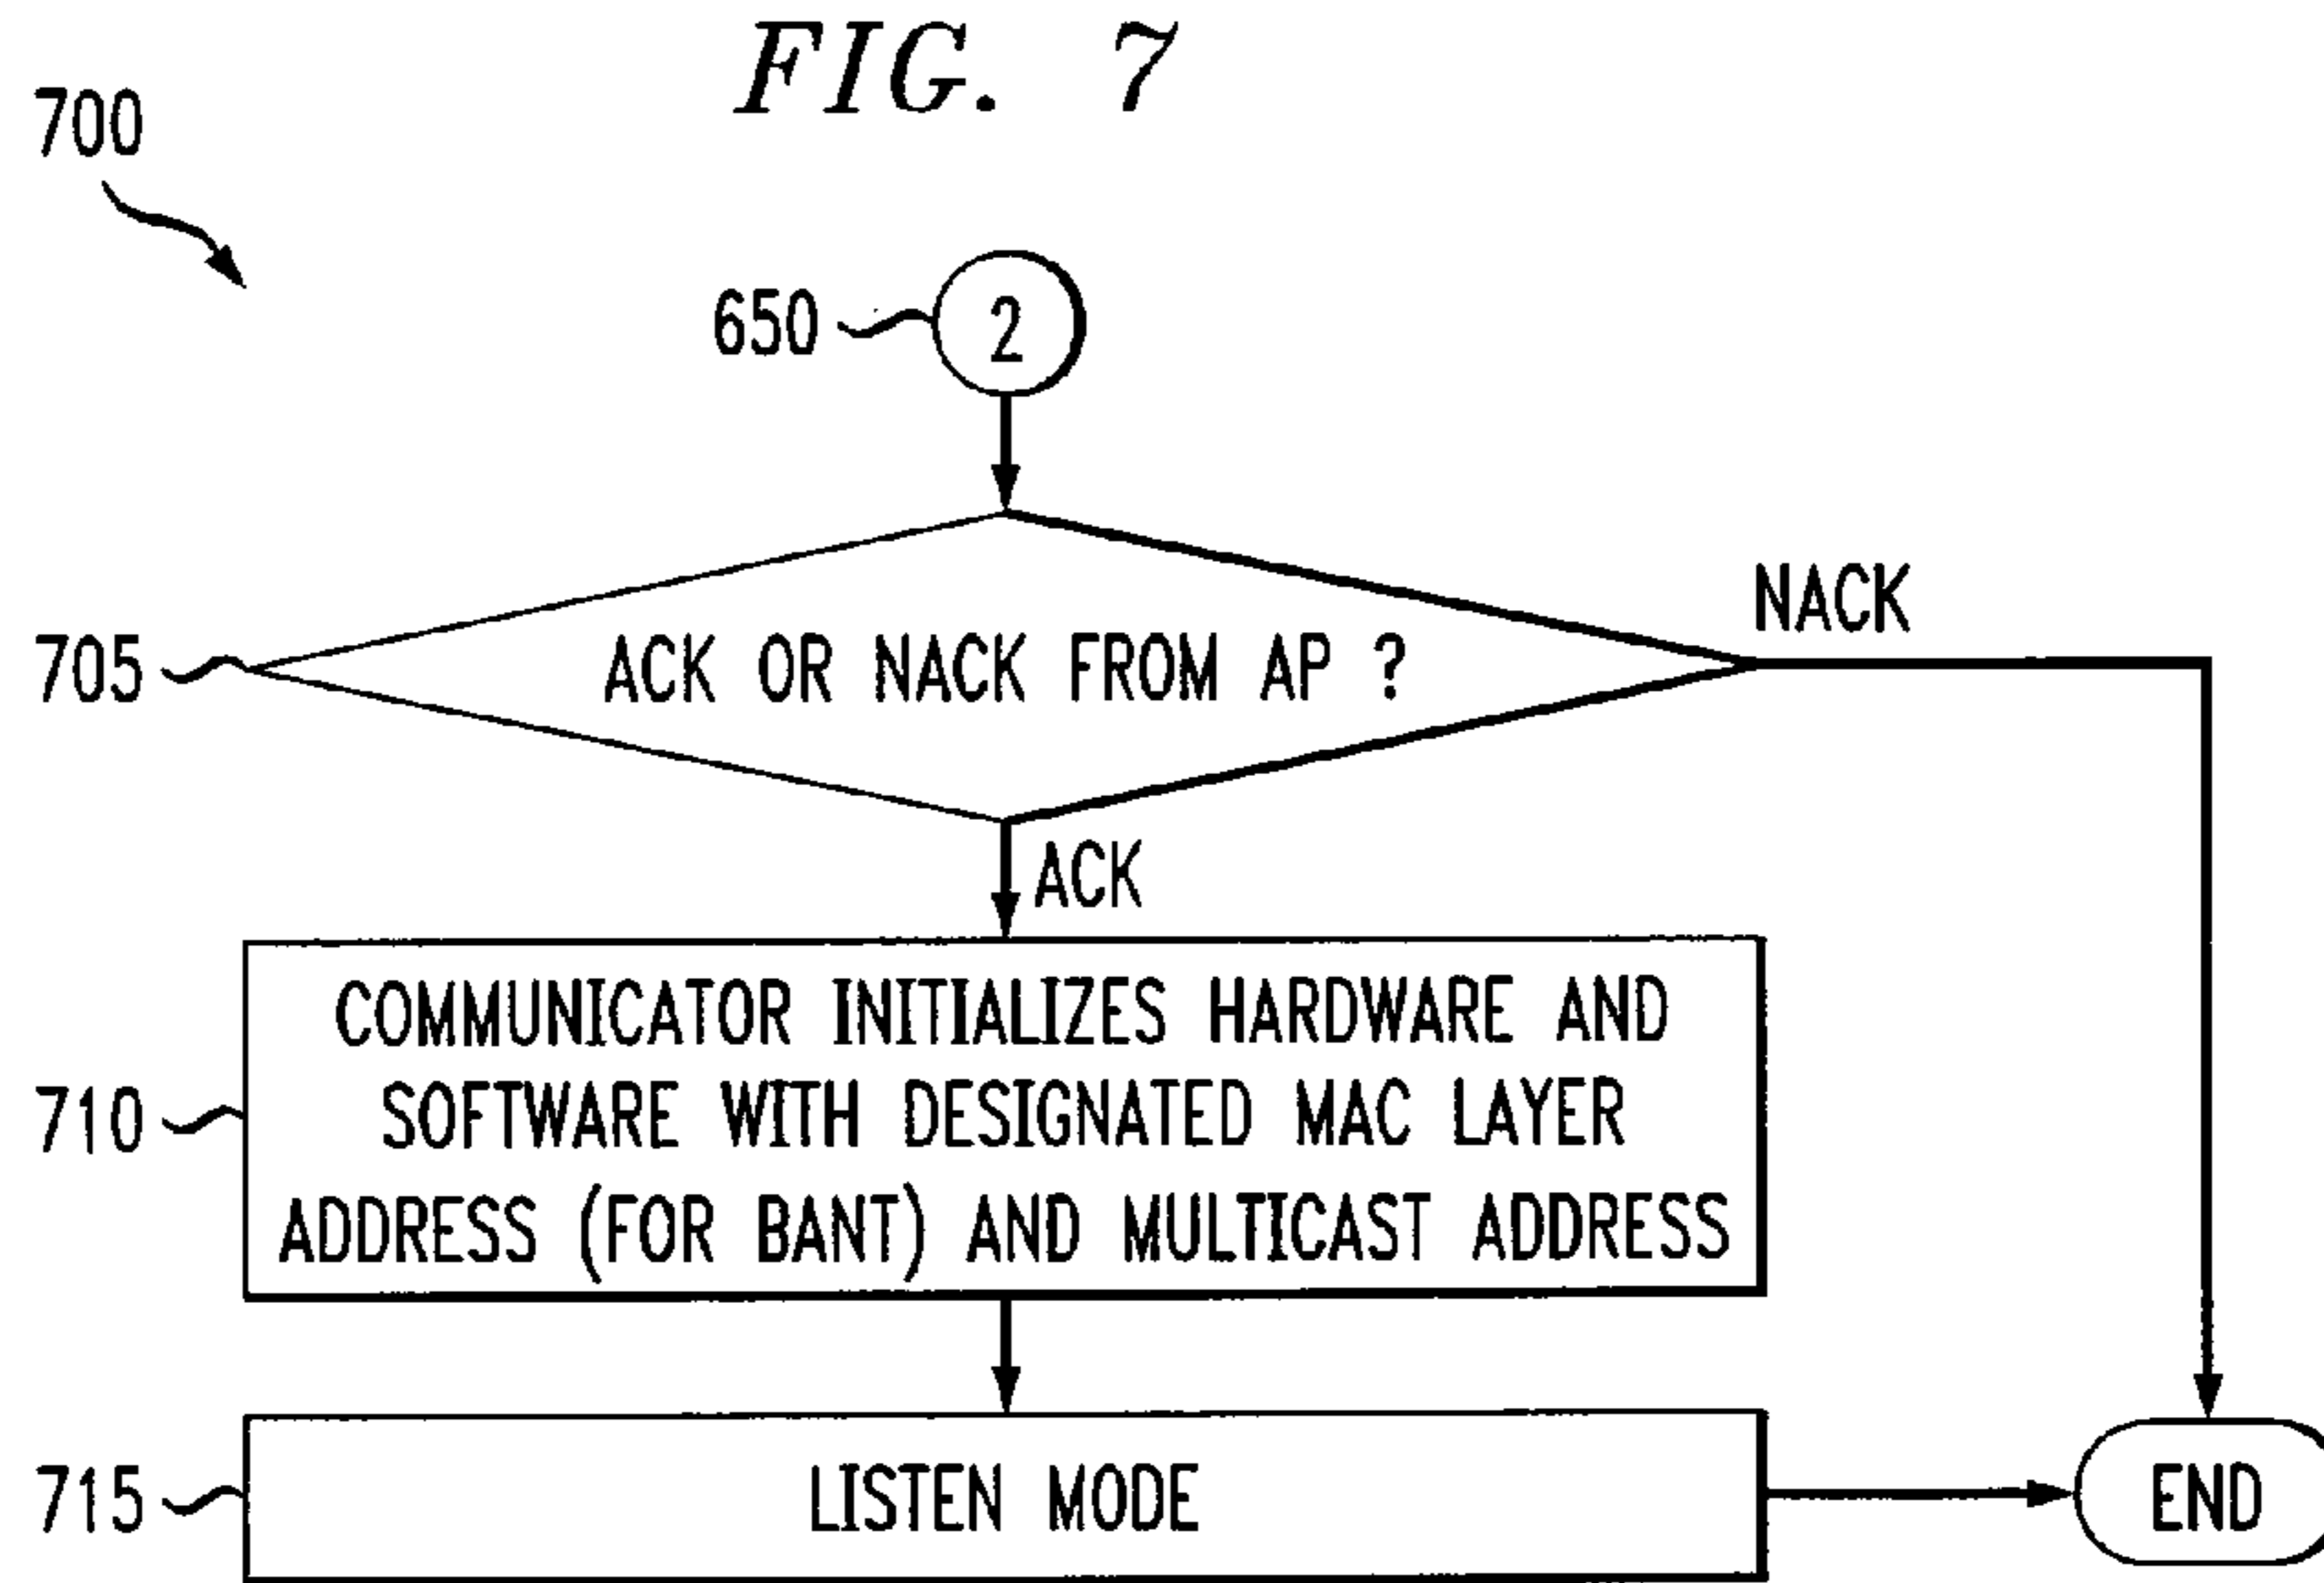 FIG. 7
700
650
2
705
ACK OR NACK FROM AP ?
NACK
ACK
710
COMMUNICATOR INITIALIZES HARDWARE AND
SOFTWARE WITH DESIGNATED MAC LAYER
ADDRESS (FOR BANT) AND MULTICAST ADDRESS
715
LISTEN MODE
END